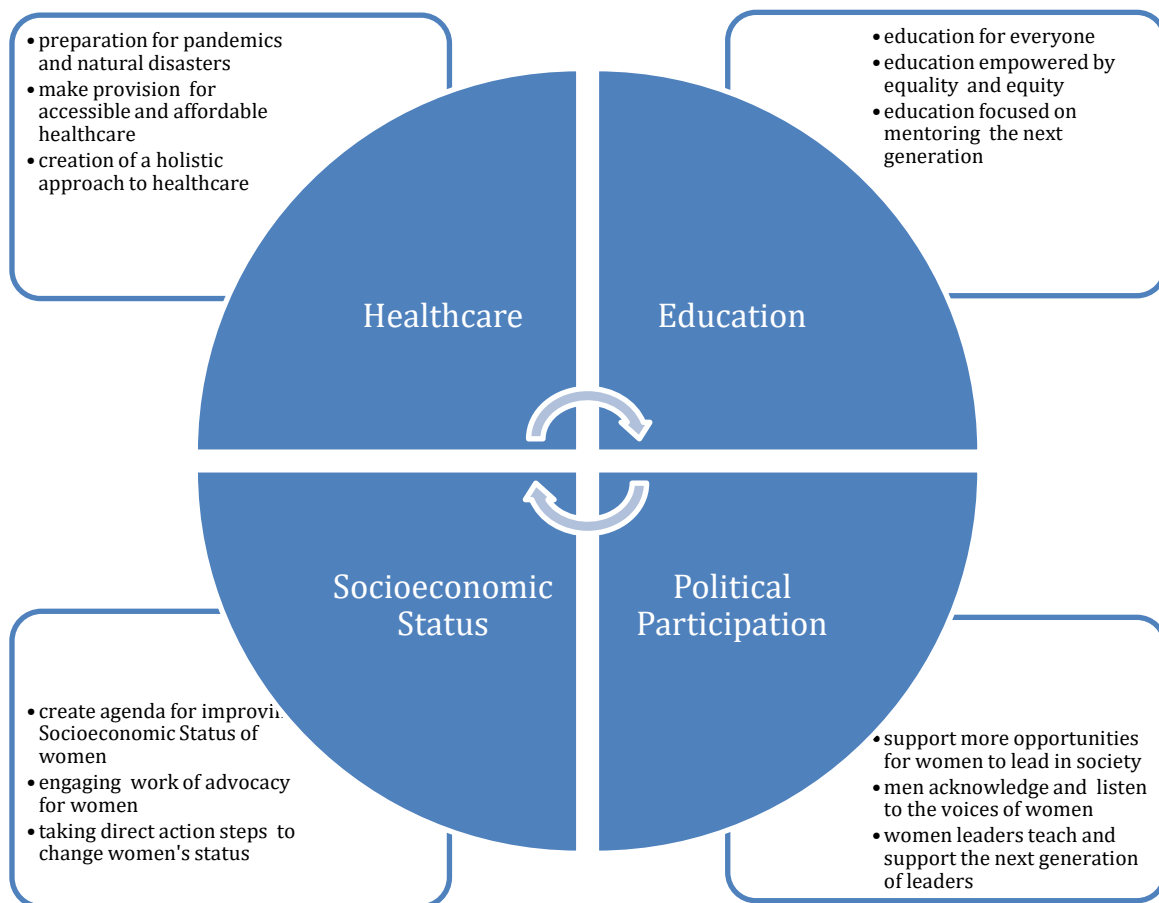 • preparation for pandemics
and natural disasters
• make provision for
accessible and affordable
healthcare
• creation of a holistic
approach to healthcare
• education for everyone
• education empowered by
equality and equity
• education focused on
mentoring the next
generation
Healthcare
Education
Socioeconomic
Status
Political
Participation
• create agenda for
Socioeconomic Status of
women
• engaging work of advocacy
for women
• taking direct action steps to
change women's status
• support more opportunities
for women to lead in society
• men acknowledge and listen
to the voices of women
• women leaders teach and
support the next generation
of leaders